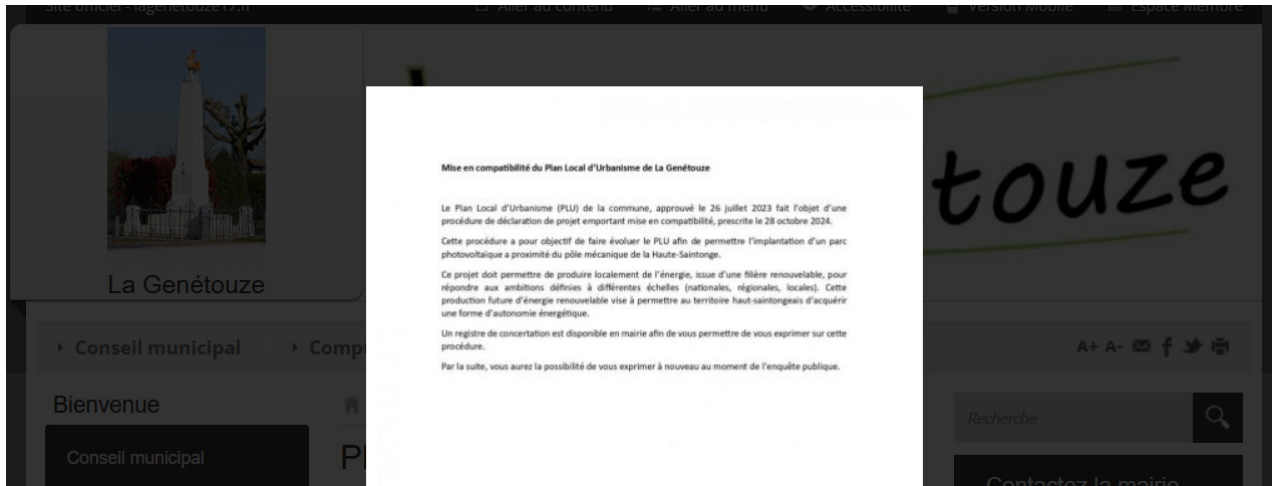 Site officiel - lagenetouze17.fr
Aller au contenu
Aller au menu
Accessibilité
Version Mobile
Espace Membre
La Genétouze
touze
Mise en compatibilité du Plan Local d'Urbanisme de La Genétouze
Le Plan Local d'Urbanisme (PLU) de la commune, approuvé le 26 juillet 2023 fait l'objet d'une
procédure de déclaration de projet emportant mise en compatibilité, prescrite le 28 octobre 2024.
Cette procédure a pour objectif de faire évoluer le PLU afin de permettre l'implantation d'un parc
photovoltaïque a proximité du pôle mécanique de la Haute-Saintonge.
Ce projet doit permettre de produire localement de l'énergie, issue d'une filière renouvelable, pour
répondre aux ambitions définies à différentes échelles (nationales, régionales, locales). Cette
production future d'énergie renouvelable vise à permettre au territoire haut-saintongeais d'acquérir
une forme d'autonomie énergétique.
Un registre de concertation est disponible en mairie afin de vous permettre de vous exprimer sur cette
procédure.
Par la suite, vous aurez la possibilité de vous exprimer à nouveau au moment de l'enquête publique.
Conseil municipal
Comp
A+ A-
Bienvenue
Recherche
Conseil municipal
Contactez la mairie